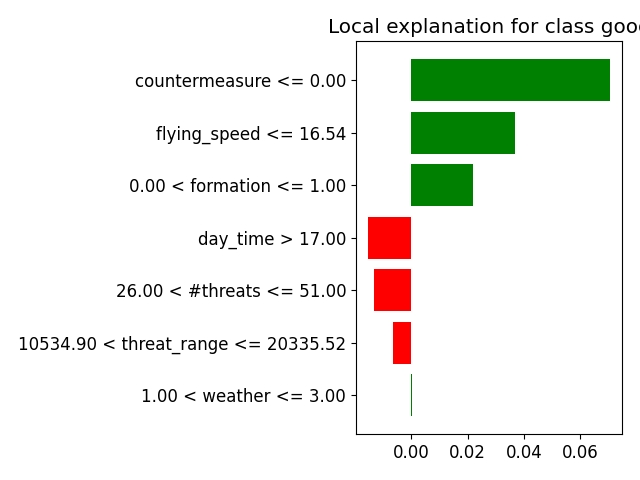 Local explanation for class goo
countermeasure <= 0.00
flying_speed <= 16.54
0.00 < formation <= 1.00
day_time > 17.00
26.00 < #threats <= 51.00
10534.90 < threat_range <= 20335.52
1.00 < weather <= 3.00
0.00 0.02 0.04 0.06